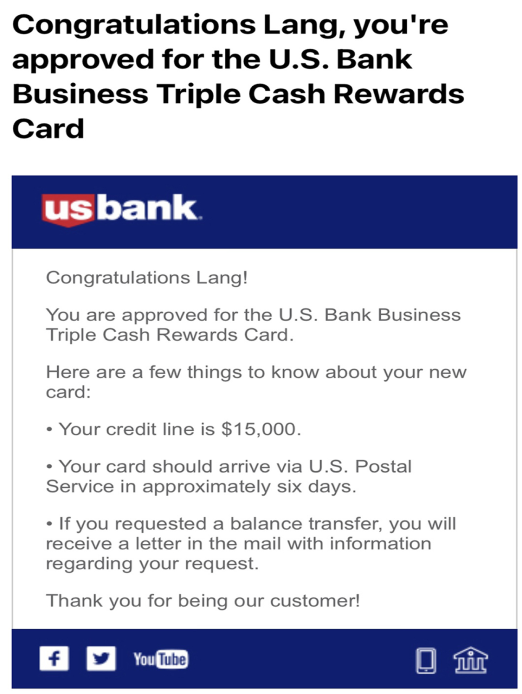 Congratulations Lang, you're
approved for the U.S. Bank
Business Triple Cash Rewards
Card
usbank.
Congratulations Lang!
You are approved for the U.S. Bank Business
Triple Cash Rewards Card.
Here are a few things to know about your new
card:
• Your credit line is $15,000.
• Your card should arrive via U.S. Postal
Service in approximately six days.
• If you requested a balance transfer, you will
receive a letter in the mail with information
regarding your request.
Thank you for being our customer!
f YouTube